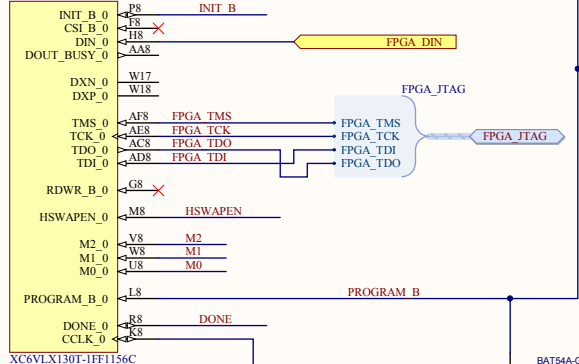 INIT_B_0 P8 INIT_B
CSI_B_0 F8
DIN_0 H8 FPGA_DIN
DOUT_BUSY_0 AA8
DXN_0 W17
DXP_0 W18
FPGA_JTAG
TMS_0 AF8 FPGA_TMS FPGA_TMS
TCK_0 AE8 FPGA_TCK FPGA_TCK FPGA_JTAG
TDO_0 AC8 FPGA_TDO FPGA_TDI
TDI_0 AD8 FPGA_TDI FPGA_TDO
RDWR_B_0 G8
HSWAPEN_0 M8 HSWAPEN
M2_0 V8 M2
M1_0 W8 M1
M0_0 U8 M0
PROGRAM_B_0 L8 PROGRAM_B
DONE_0 R8 DONE
CCLK_0 K8
XC6VLX130T-1FF1156C